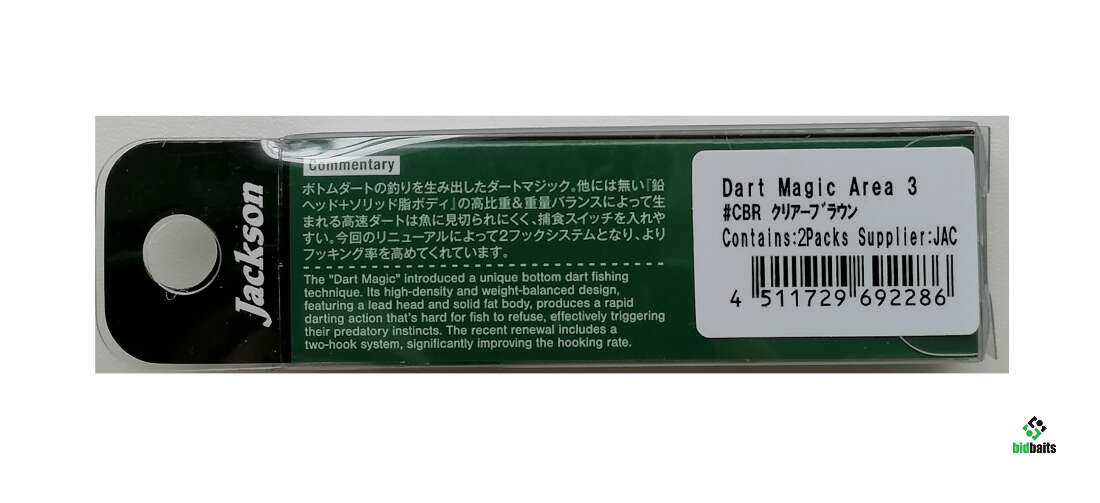 Jackson
Commentary
ボトムダートの釣りを生み出したダートマジック。他には無い『鉛
ヘッド+ソリッド脂ボディ』の高比重&重量バランスによって生
まれる高速ダートは魚に見切られにくく、捕食スイッチを入れや
すい。今回のリニューアルによって2フックシステムとなり、より
フッキング率を高めてくれています。
The "Dart Magic" introduced a unique bottom dart fishing
technique. Its high-density and weight-balanced design,
featuring a lead head and solid fat body, produces a rapid
darting action that's hard for fish to refuse, effectively triggering
their predatory instincts. The recent renewal includes a
two-hook system, significantly improving the hooking rate.
Dart Magic Area 3
#CBR クリアーブラウン
Contains:2Packs Supplier:JAC
4 511729 692286
bidbaits